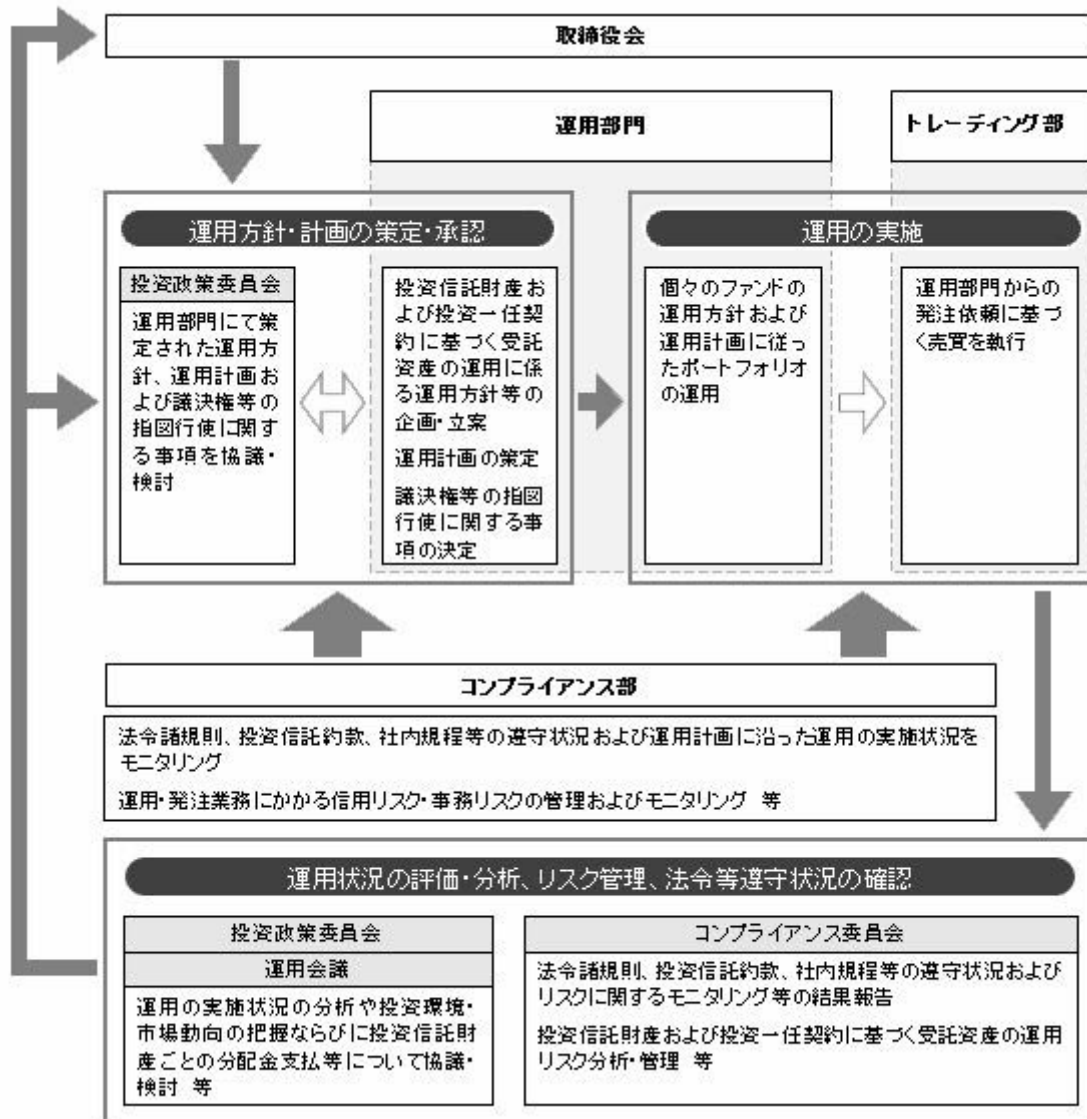 取締役会
運用部門
トレーディング部
運用方針・計画の策定・承認
投資政策委員会
運用部門にて策
定された運用方
針、運用計画お
よび議決権等の
指図行使に関す
る事項を協議・
検討
投資信託財産お
よび投資一任契
約に基づく受託
資産の運用に係
る運用方針等の
企画・立案
運用計画の策定
議決権等の指図
行使に関する事
項の決定
運用の実施
個々のファンドの
運用方針および
運用計画に従っ
たポートフォリオ
の運用
運用部門からの
発注依頼に基づ
く売買を執行
コンプライアンス部
法令諸規則、投資信託約款、社内規程等の遵守状況および運用計画に沿った運用の実施状況を
モニタリング
運用・発注業務にかかる信用リスク・事務リスクの管理およびモニタリング 等
運用状況の評価・分析、リスク管理、法令等遵守状況の確認
投資政策委員会
運用会議
運用の実施状況の分析や投資環境・
市場動向の把握ならびに投資信託財
産ごとの分配金支払等について協議・
検討 等
コンプライアンス委員会
法令諸規則、投資信託約款、社内規程等の遵守状況および
リスクに関するモニタリング等の結果報告
投資信託財産および投資一任契約に基づく受託資産の運用
リスク分析・管理 等